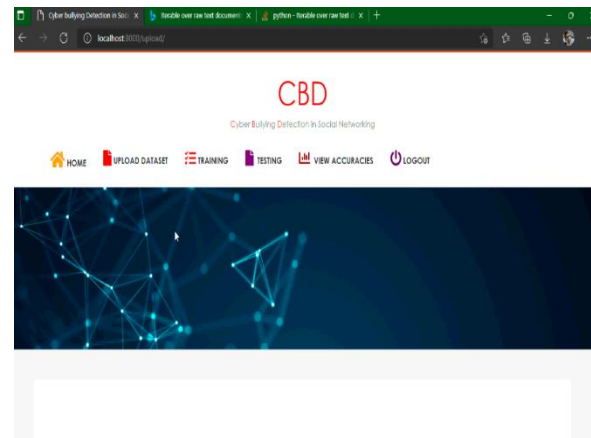 Cyber bullying Detection in Soci X
Iterable over raw text document X
python - Iterable over raw text d X
localhost:8000/upload/
CBD
Cyber Bullying Detection in Social Networking
HOME UPLOAD DATASET TRAINING TESTING VIEW ACCURACIES LOGOUT